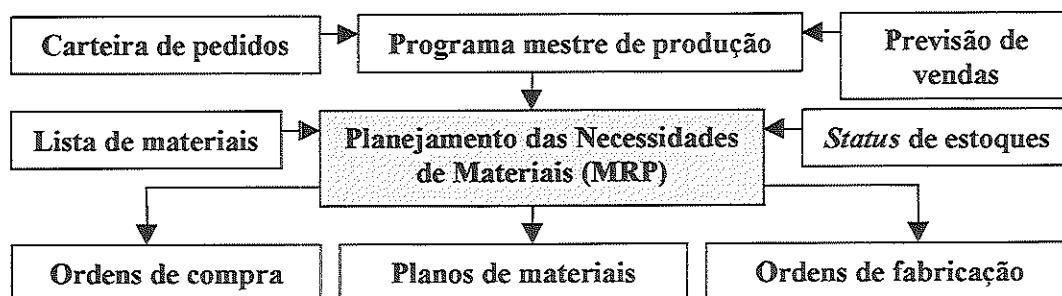 Carteira de pedidos
Programa mestre de produção
Previsão de
vendas
Lista de materiais
Planejamento das Necessidades
de Materiais (MRP)
Status de estoques
Ordens de compra
Planos de materiais
Ordens de fabricação